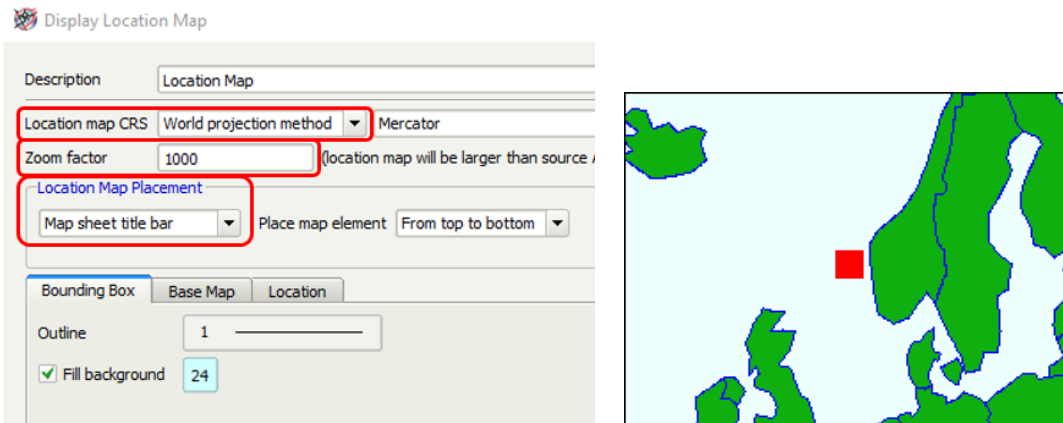 Display Location Map
Description Location Map
Location map CRS World projection method Mercator
Zoom factor 1000 (location map will be larger than source
Location Map Placement
Map sheet title bar Place map element From top to bottom
Bounding Box Base Map Location
Outline 1
Fill background 24